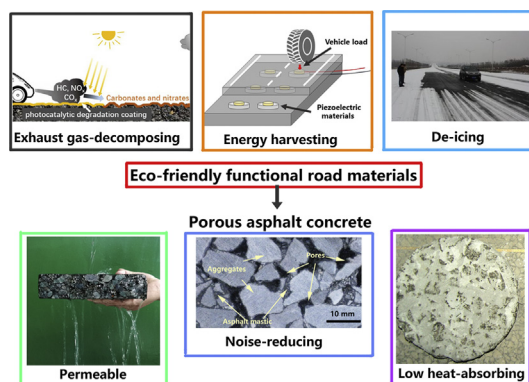 HC, NOx
CO2
Carbonates and nitrates
photocatalytic degradation coating
Exhaust gas-decomposing
Vehicle load
Piezoelectric
materials
Energy harvesting
De-icing
Eco-friendly functional road materials
Porous asphalt concrete
Permeable
Aggregates
Pores
Asphalt mastic
10 mm
Noise-reducing
Low heat-absorbing